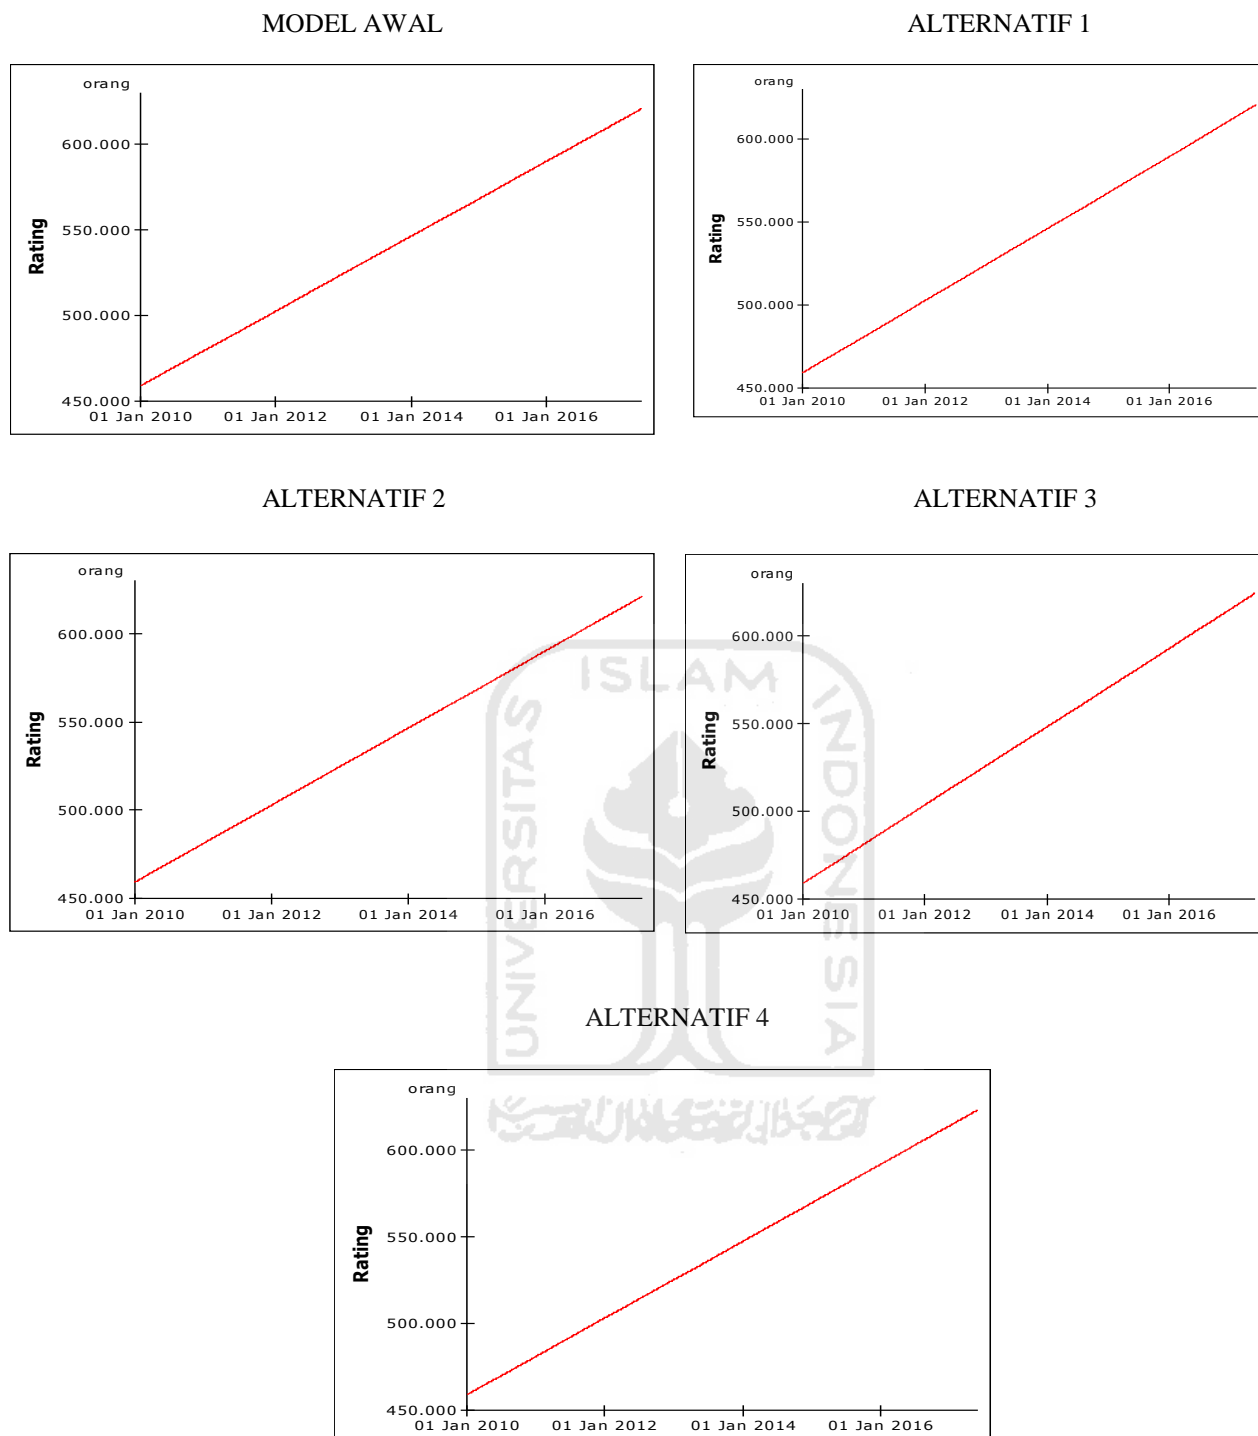 MODEL AWAL
orang
600.000
550.000
500.000
450.000
Rating
01 Jan 2010 01 Jan 2012 01 Jan 2014 01 Jan 2016
ALTERNATIF 1
orang
600.000
550.000
500.000
450.000
Rating
01 Jan 2010 01 Jan 2012 01 Jan 2014 01 Jan 2016
ALTERNATIF 2
orang
600.000
550.000
500.000
450.000
Rating
01 Jan 2010 01 Jan 2012 01 Jan 2014 01 Jan 2016
ALTERNATIF 3
orang
600.000
550.000
500.000
450.000
Rating
01 Jan 2010 01 Jan 2012 01 Jan 2014 01 Jan 2016
UNIVERSITAS
ISLAM
INDONESIA
ALTERNATIF 4
orang
600.000
550.000
500.000
450.000
Rating
01 Jan 2010 01 Jan 2012 01 Jan 2014 01 Jan 2016